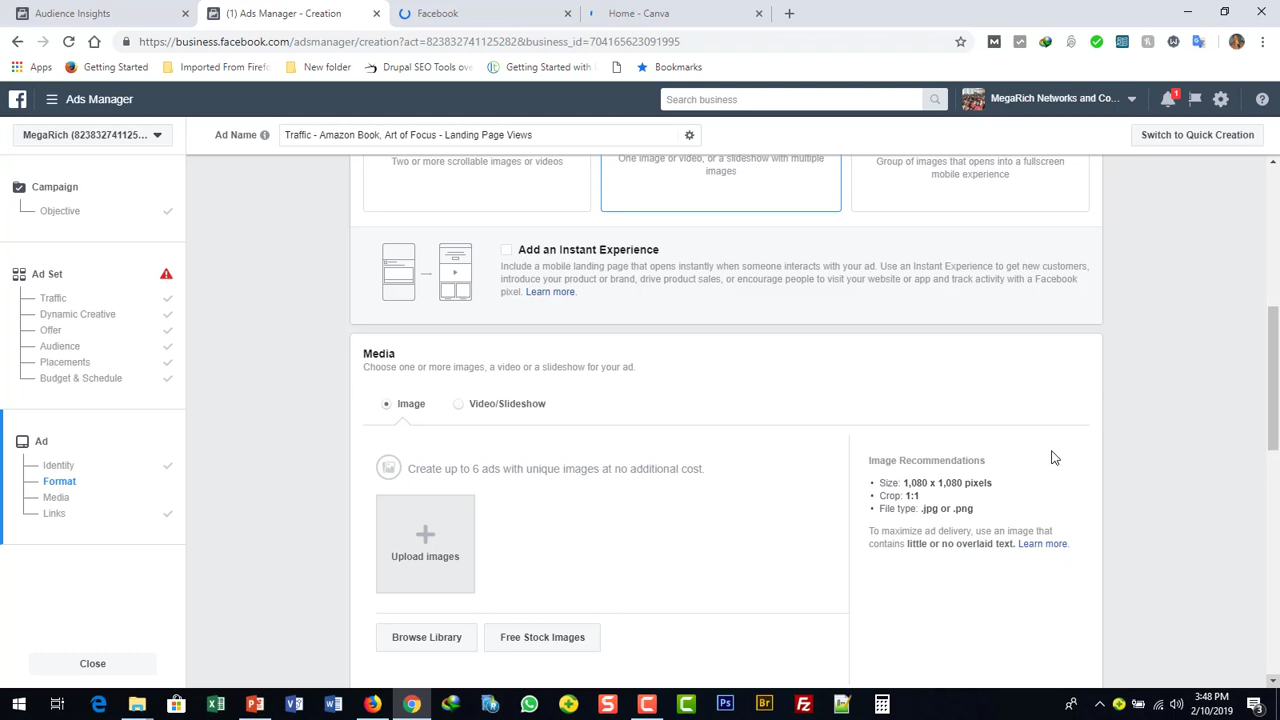 Audience Insights
(1) Ads Manager - Creation
Facebook
Home - Canva
https://business.facebook.com/adsmanager/creation?act=823832741125282&business_id=704165623091995
Apps
Getting Started
Imported From Firef
New folder
Drupal SEO Tools ove
Getting Started with
Bookmarks
Ads Manager
Search business
MegaRich Networks and Co...
1
MegaRich (82383274112 5...
Ad Name
Traffic - Amazon Book, Art of Focus - Landing Page Views
Switch to Quick Creation
Campaign
Objective
Ad Set
Traffic
Dynamic Creative
Offer
Audience
Placements
Budget & Schedule
Ad
Identity
Format
Media
Links
Close
Two or more scrollable images or videos
One image or video, or a slideshow with multiple
images
Group of images that opens into a fullscreen
mobile experience
Add an Instant Experience
Include a mobile landing page that opens instantly when someone interacts with your ad. Use an Instant Experience to get new customers,
introduce your product or brand, drive product sales, or encourage people to visit your website or app and track activity with a Facebook
pixel. Learn more.
Media
Choose one or more images, a video or a slideshow for your ad.
Image
Video/Slideshow
Create up to 6 ads with unique images at no additional cost.
Upload images
Browse Library
Free Stock Images
Image Recommendations
• Size: 1,080 x 1,080 pixels
• Crop: 1:1
• File type: .jpg or .png
To maximize ad delivery, use an image that
contains little or no overlaid text. Learn more.
3:48 PM
2/10/2019
3